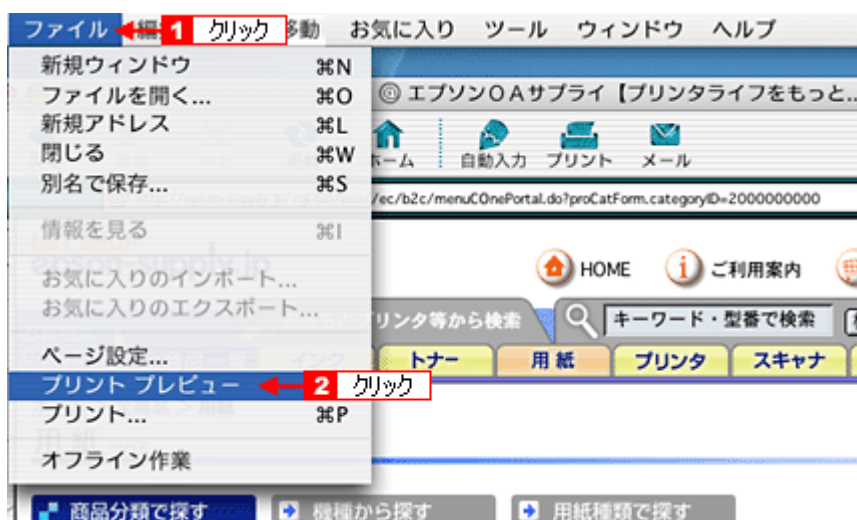 ファイル 1 クリック 移動 お気に入り ツール ウィンドウ ヘルプ
新規ウィンドウ ⌘N
ファイルを開く... ⌘O
@ エプソンOAサプライ【プリンタライフをもっと...
新規アドレス ⌘L
閉じる ⌘W
ホーム 自動入力 プリント メール
別名で保存... ⌘S
/ec/b2c/menuCOnePortal.do?proCatForm.categoryID=2000000000
情報を見る ⌘I
HOME ご利用案内
お気に入りのインポート...
お気に入りのエクスポート...
リンタ等から検索 キーワード・型番で検索
ページ設定...
インク トナー 用紙 プリンタ スキャナ
プリント プレビュー 2 クリック
プリント... ⌘P
用紙
オフライン作業
商品分類で探す 機種から探す 用紙種類で探す